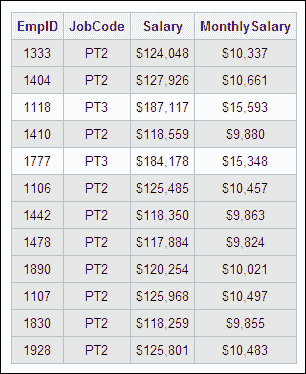 EmpID JobCode Salary MonthlySalary
1333 PT2 $124,048 $10,337
1404 PT2 $127,926 $10,661
1118 PT3 $187,117 $15,593
1410 PT2 $118,559 $9,880
1777 PT3 $184,178 $15,348
1106 PT2 $125,485 $10,457
1442 PT2 $118,350 $9,863
1478 PT2 $117,884 $9,824
1890 PT2 $120,254 $10,021
1107 PT2 $125,968 $10,497
1830 PT2 $118,259 $9,855
1928 PT2 $125,801 $10,483